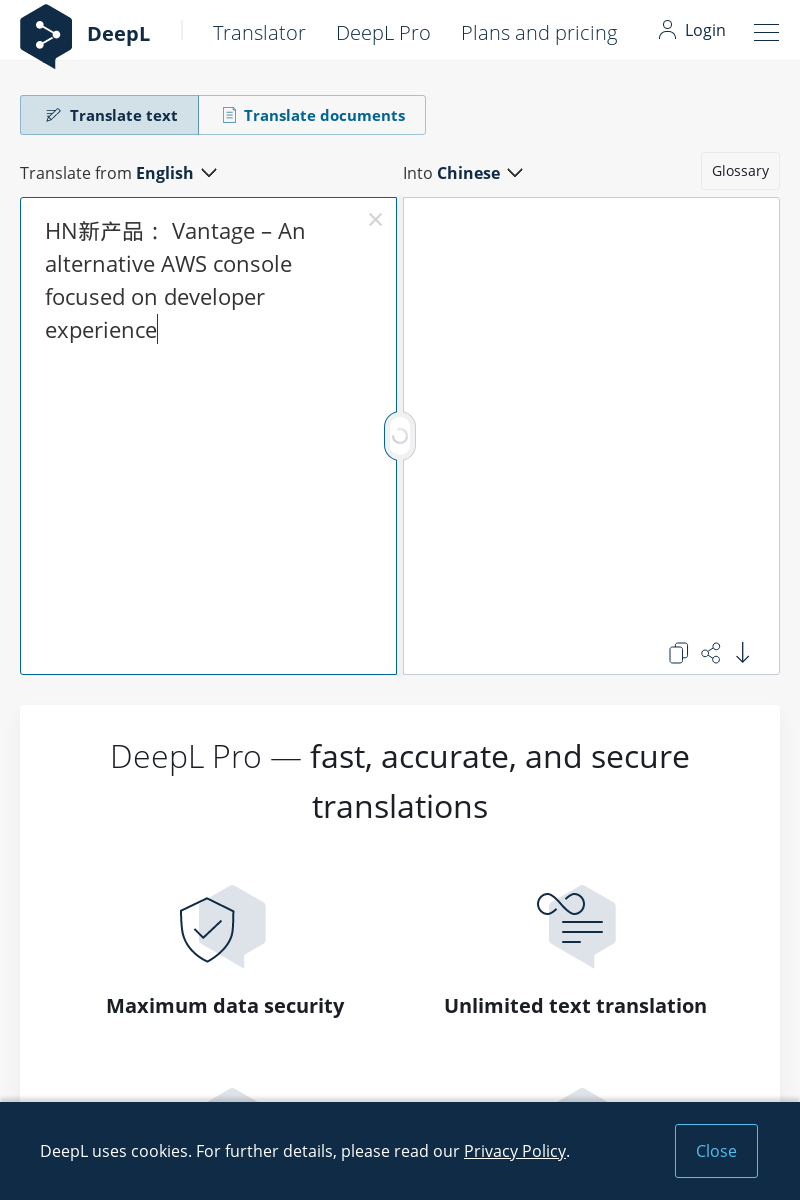 DeepL
Translator
DeepL Pro
Plans and pricing
Login
Translate text
Translate documents
Translate from English
Into Chinese
Glossary
HN新产品 ： Vantage – An
alternative AWS console
focused on developer
experience
DeepL Pro — fast, accurate, and secure
translations
Maximum data security
Unlimited text translation
DeepL uses cookies. For further details, please read our Privacy Policy.
Close